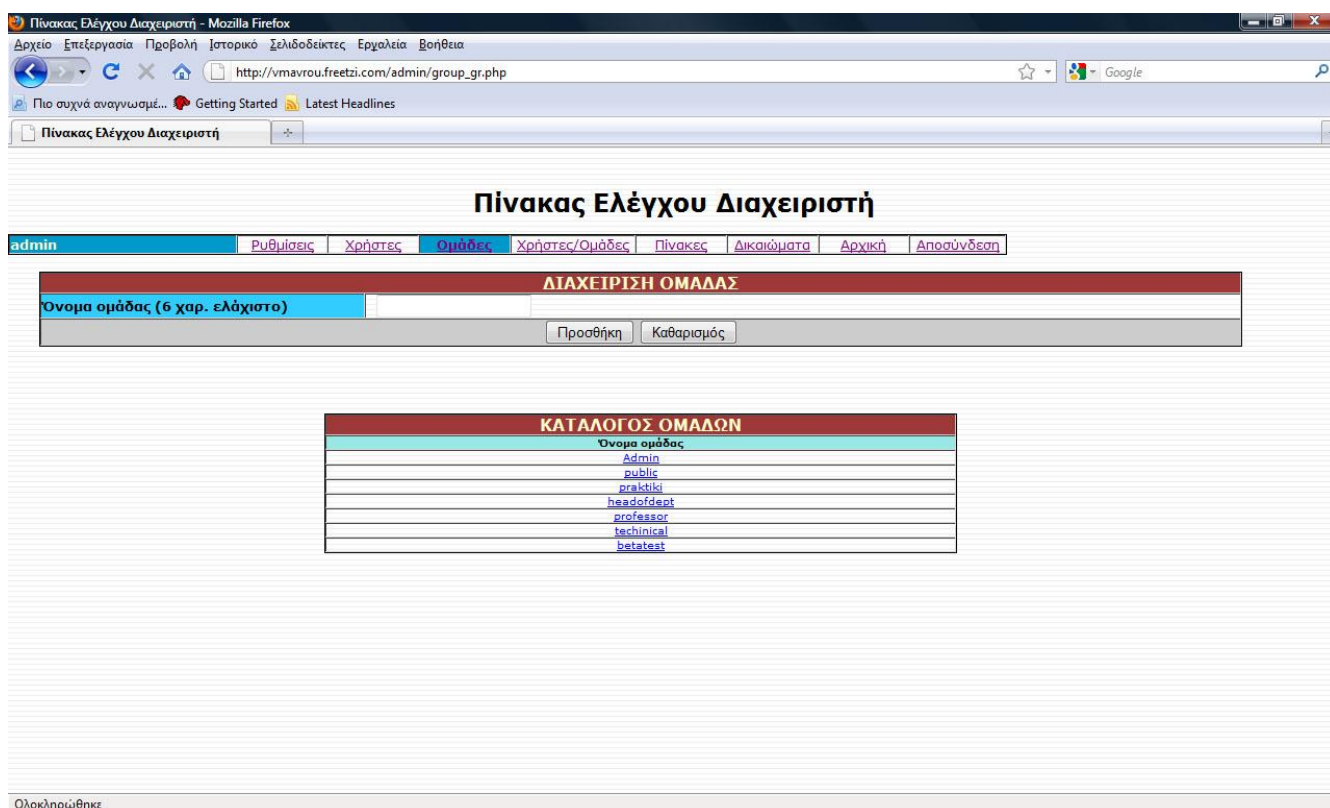 Πίνακας Ελέγχου Διαχειριστή - Mozilla Firefox
Αρχείο Επεξεργασία Προβολή Ιστορικό Σελιδοδείκτες Εργαλεία Βοήθεια
http://vmavrou.freetzi.com/admin/group_gr.php Google
Πιο συχνά αναγνωσμέ... Getting Started Latest Headlines
Πίνακας Ελέγχου Διαχειριστή
Πίνακας Ελέγχου Διαχειριστή
admin Ρυθμίσεις Χρήστες Ομάδες Χρήστες/Ομάδες Πίνακες Δικαιώματα Αρχική Αποσύνδεση
ΔΙΑΧΕΙΡΙΣΗ ΟΜΑΔΑΣ
Όνομα ομάδας (6 χαρ. ελάχιστο)
Προσθήκη Καθαρισμός
ΚΑΤΑΛΟΓΟΣ ΟΜΑΔΩΝ
Όνομα ομάδας
Admin
public
praktiki
headofdept
professor
techinical
betatest
Ολοκληρώθηκε